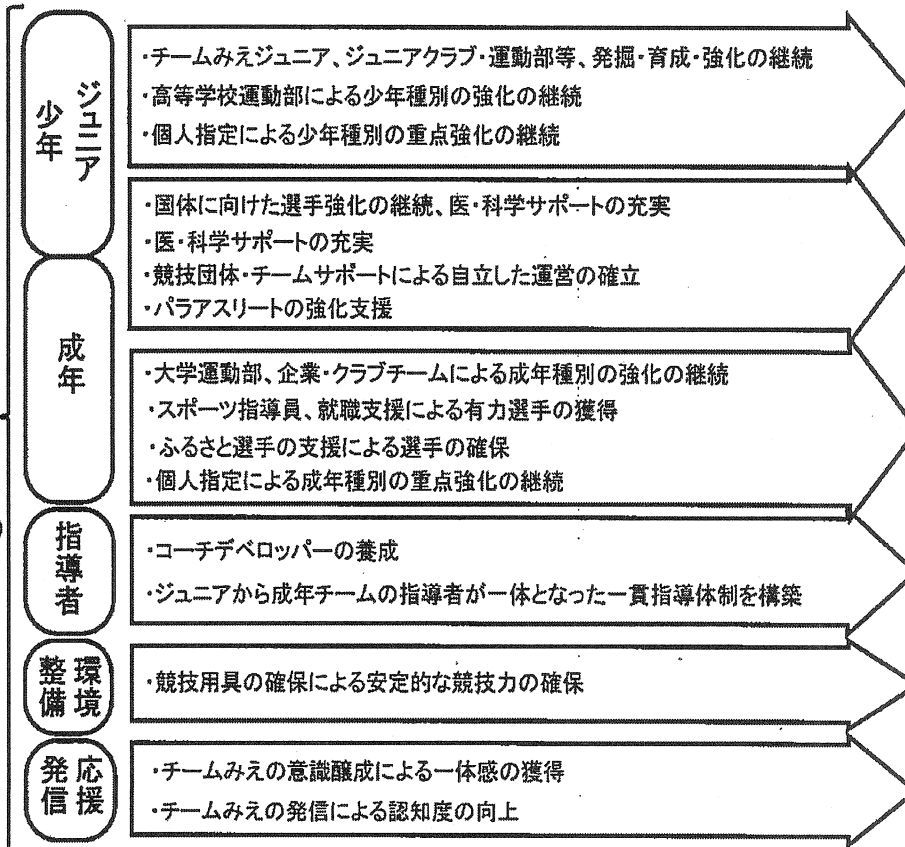 ジュニア
少年
・チームみえジュニア、ジュニアクラブ・運動部等、発掘・育成・強化の継続
・高等学校運動部による少年種別の強化の継続
・個人指定による少年種別の重点強化の継続
・国体に向けた選手強化の継続、医・科学サポートの充実
・医・科学サポートの充実
・競技団体・チームサポートによる自立した運営の確立
・パラアスリートの強化支援
成年
・大学運動部、企業・クラブチームによる成年種別の強化の継続
・スポーツ指導員、就職支援による有力選手の獲得
・ふるさと選手の支援による選手の確保
・個人指定による成年種別の重点強化の継続
指導者
・コーチデベロッパーの養成
・ジュニアから成年チームの指導者が一体となった一貫指導体制を構築
環境
整備
・競技用具の確保による安定的な競技力の確保
応援
発信
・チームみえの意識醸成による一体感の獲得
・チームみえの発信による認知度の向上